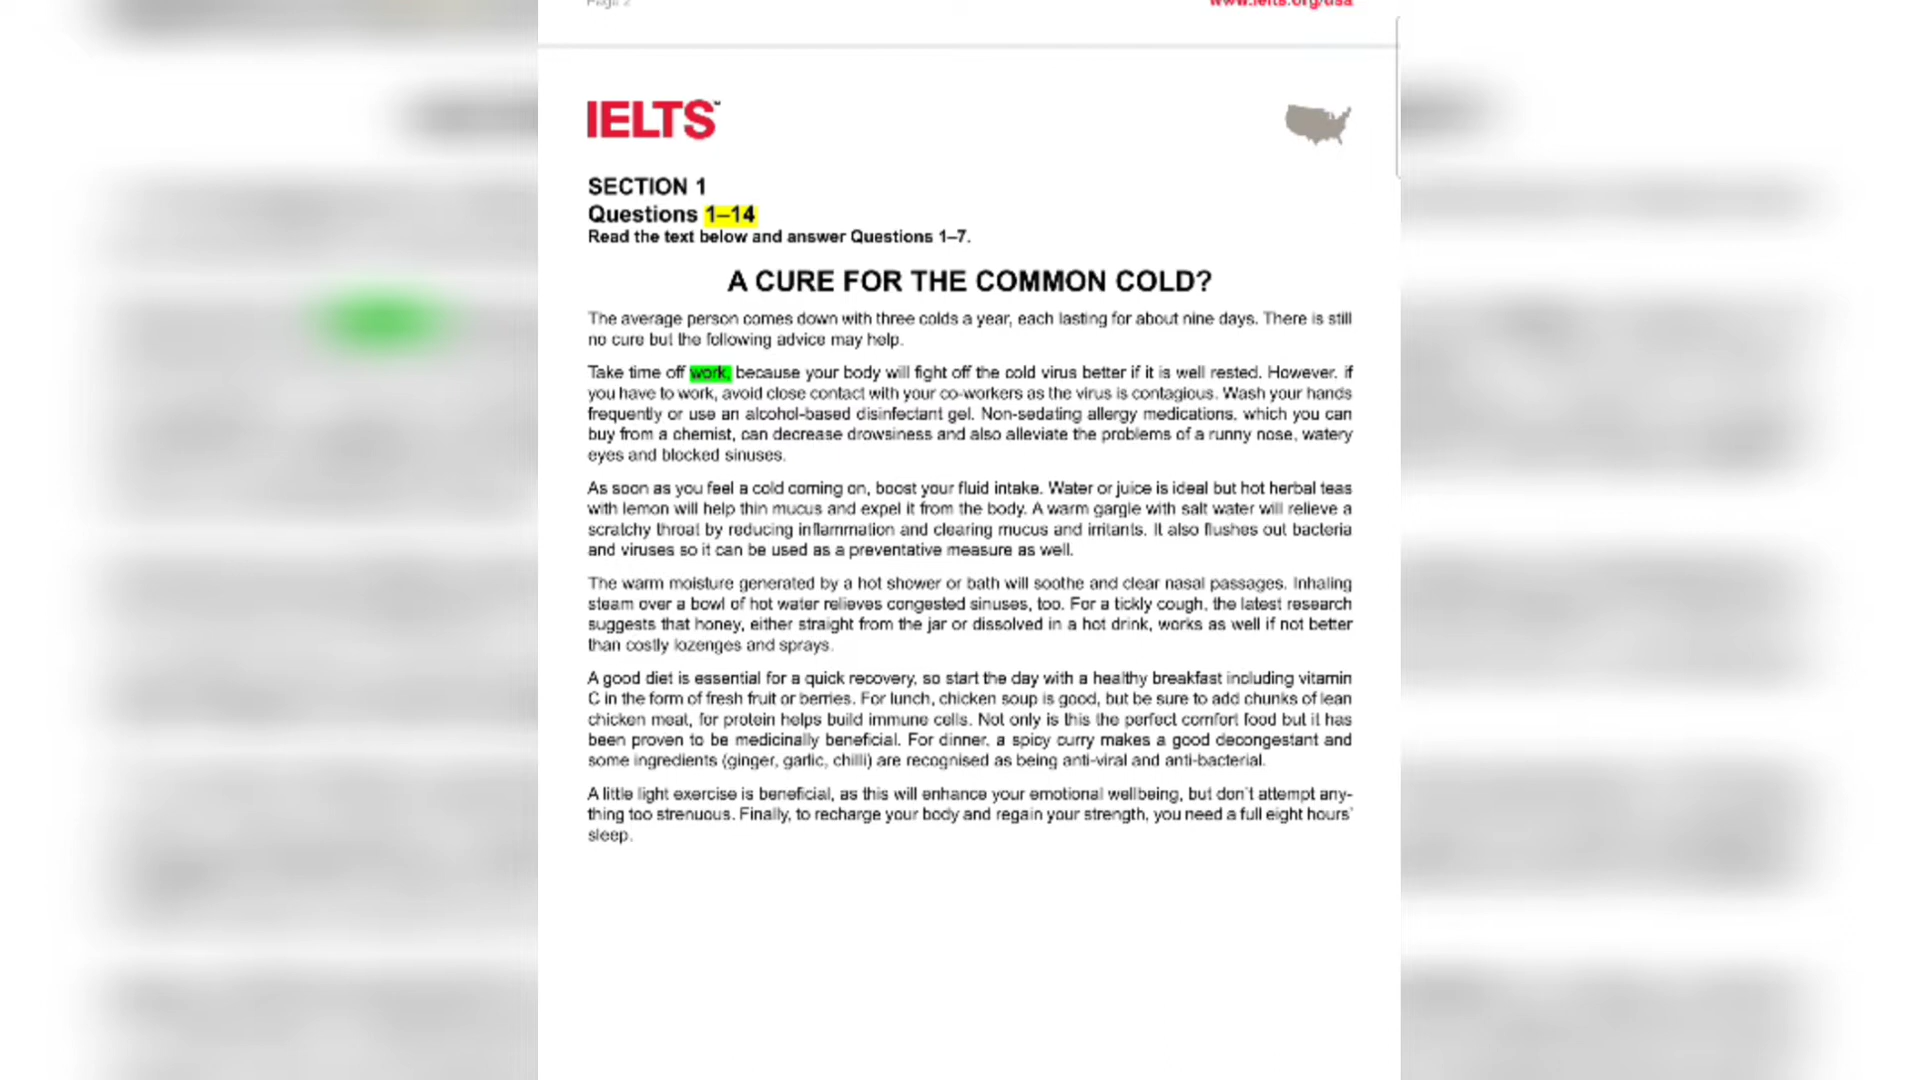 Page 2
www.ielts.org/usa
IELTS™
SECTION 1
Questions 1–14
Read the text below and answer Questions 1–7.
A CURE FOR THE COMMON COLD?
The average person comes down with three colds a year, each lasting for about nine days. There is still
no cure but the following advice may help.
Take time off work, because your body will fight off the cold virus better if it is well rested. However, if
you have to work, avoid close contact with your co-workers as the virus is contagious. Wash your hands
frequently or use an alcohol-based disinfectant gel. Non-sedating allergy medications, which you can
buy from a chemist, can decrease drowsiness and also alleviate the problems of a runny nose, watery
eyes and blocked sinuses.
As soon as you feel a cold coming on, boost your fluid intake. Water or juice is ideal but hot herbal teas
with lemon will help thin mucus and expel it from the body. A warm gargle with salt water will relieve a
scratchy throat by reducing inflammation and clearing mucus and irritants. It also flushes out bacteria
and viruses so it can be used as a preventative measure as well.
The warm moisture generated by a hot shower or bath will soothe and clear nasal passages. Inhaling
steam over a bowl of hot water relieves congested sinuses, too. For a tickly cough, the latest research
suggests that honey, either straight from the jar or dissolved in a hot drink, works as well if not better
than costly lozenges and sprays.
A good diet is essential for a quick recovery, so start the day with a healthy breakfast including vitamin
C in the form of fresh fruit or berries. For lunch, chicken soup is good, but be sure to add chunks of lean
chicken meat, for protein helps build immune cells. Not only is this the perfect comfort food but it has
been proven to be medicinally beneficial. For dinner, a spicy curry makes a good decongestant and
some ingredients (ginger, garlic, chilli) are recognised as being anti-viral and anti-bacterial.
A little light exercise is beneficial, as this will enhance your emotional wellbeing, but don't attempt any-
thing too strenuous. Finally, to recharge your body and regain your strength, you need a full eight hours'
sleep.